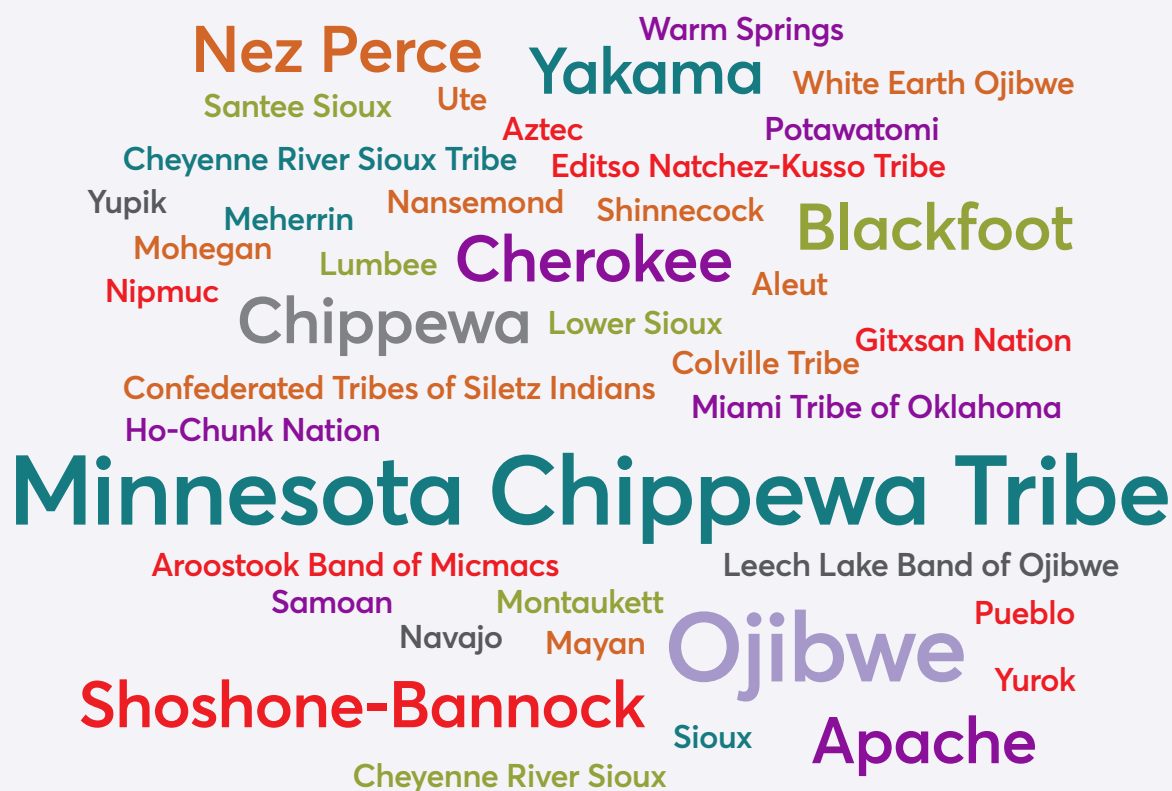 Warm Springs
Nez Perce
Yakama
White Earth Ojibwe
Santee Sioux
Ute
Aztec
Potawatomi
Cheyenne River Sioux Tribe
Editso Natchez-Kusso Tribe
Yupik
Meherrin
Nansemond
Shinnecock
Blackfoot
Mohegan
Lumbee
Cherokee
Aleut
Nipmuc
Chippewa
Lower Sioux
Gitxsan Nation
Colville Tribe
Confederated Tribes of Siletz Indians
Miami Tribe of Oklahoma
Ho-Chunk Nation
Minnesota Chippewa Tribe
Aroostook Band of Micmacs
Leech Lake Band of Ojibwe
Samoan
Montaukett
Pueblo
Navajo
Mayan
Ojibwe
Yurok
Shoshone-Bannock
Sioux
Apache
Cheyenne River Sioux